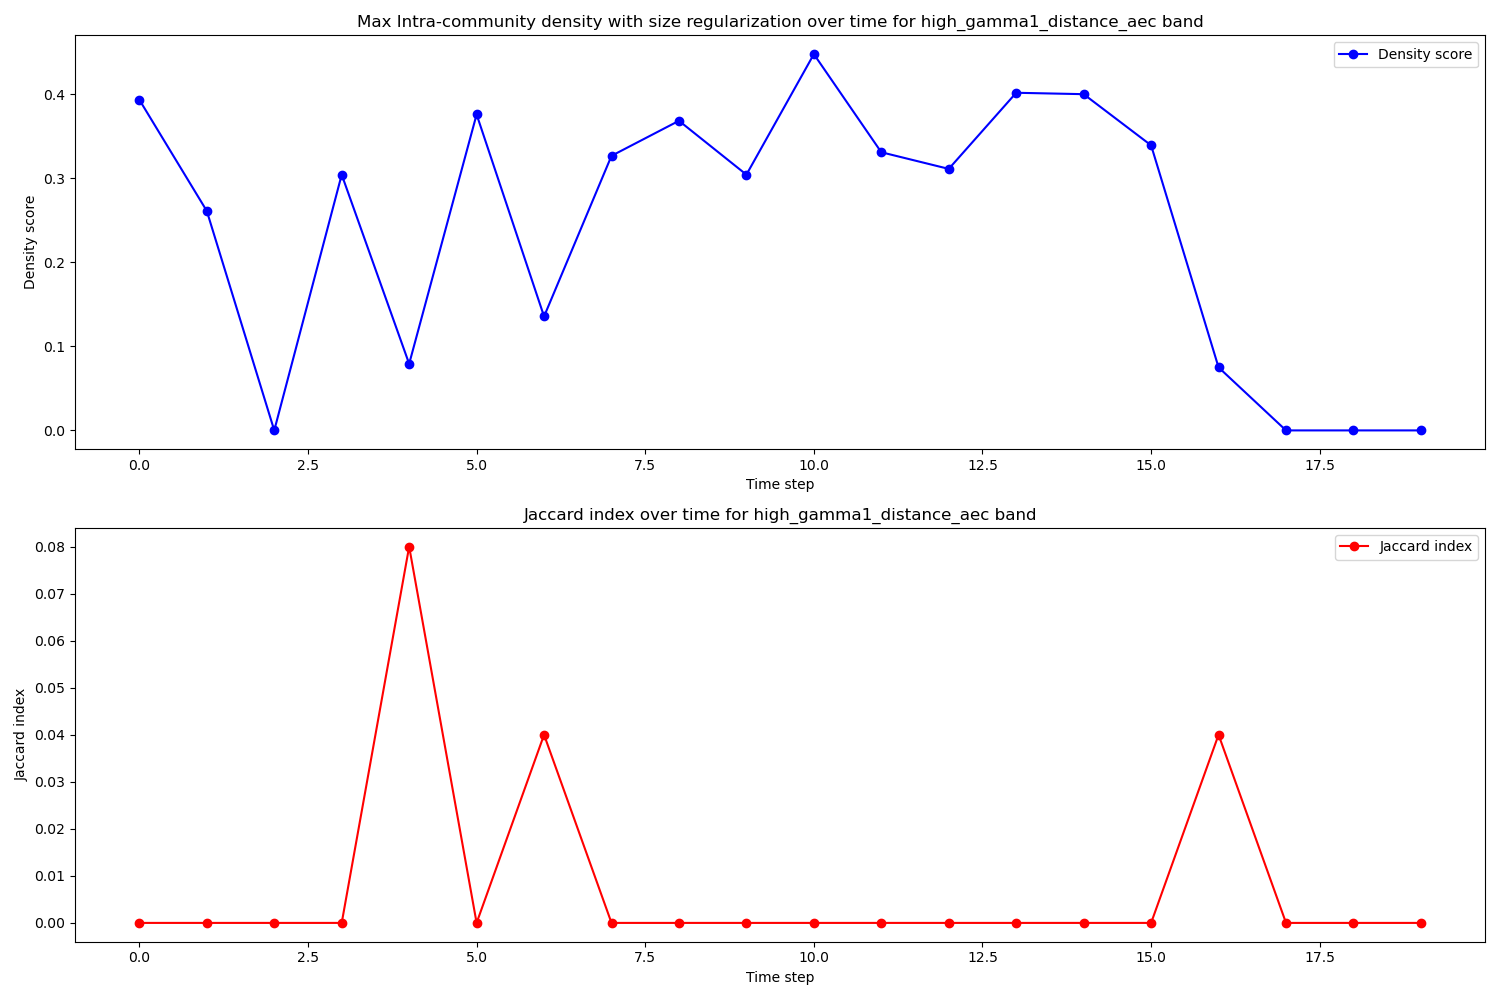 Max Intra-community density with size regularization over time for high_gamma1_distance_aec band
Density score
0.4
0.3
0.2
0.1
0.0
Density score
0.0 2.5 5.0 7.5 10.0 12.5 15.0 17.5
Time step
Jaccard index over time for high_gamma1_distance_aec band
Jaccard index
0.08
0.07
0.06
0.05
0.04
0.03
0.02
0.01
0.00
Jaccard index
0.0 2.5 5.0 7.5 10.0 12.5 15.0 17.5
Time step